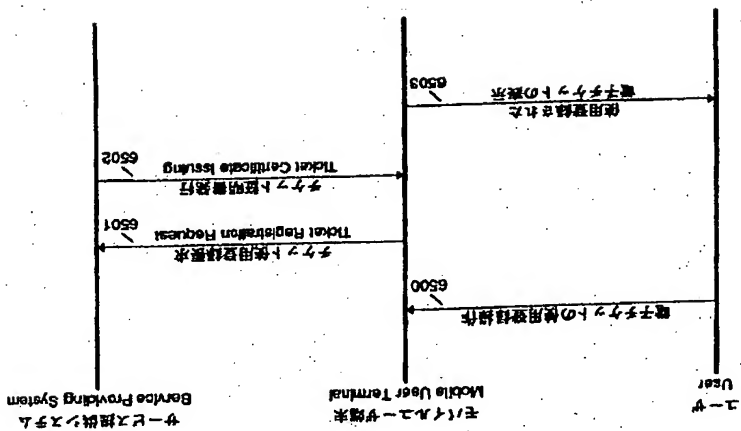 ユーザ
User
モバイルユーザ端末
Mobile User Terminal
サービス提供システム
Service Providing System
電子チケットの使用登録操作
6500
チケット使用登録要求
Ticket Registration Request
6501
チケット証明書発行
Ticket Certificate Issuing
6502
使用登録された
電子チケットの表示
6503